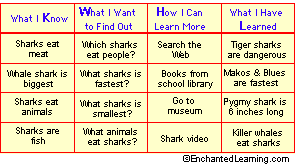 What I Know
What I Want
to Find Out
How I Can
Learn More
What I Have
Learned
Sharks eat
meat
Which sharks
eat people?
Search the
Web
Tiger sharks
are dangerous
Whale shark is
biggest
What sharks is
fastest?
Books from
school library
Makos & Blues
are fastest
Sharks eat
animals
What sharks is
smallest?
Go to
museum
Pygmy shark is
6 inches long
Sharks are
fish
What animals
eat sharks?
Shark video
Killer whales
eat sharks
©EnchantedLearning.com